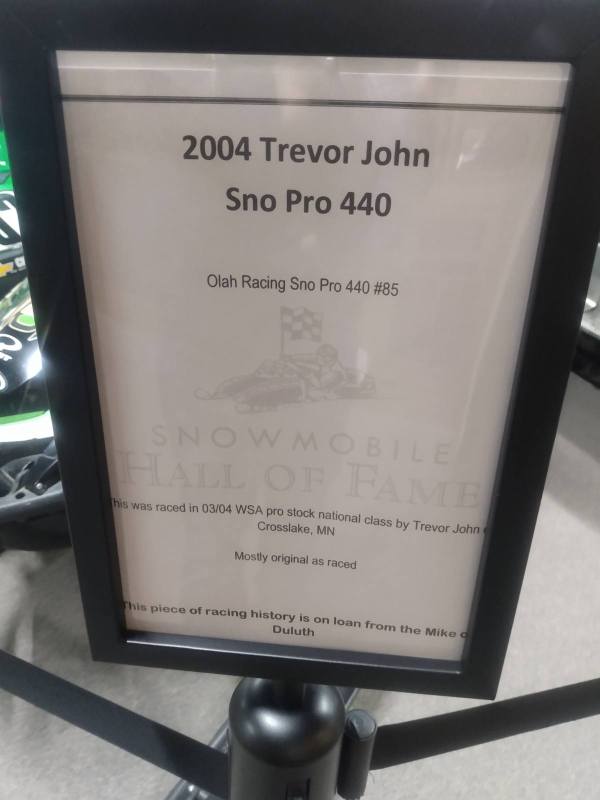 2004 Trevor John
Sno Pro 440
Olah Racing Sno Pro 440 #85
SNOWMOBILE
HALL OF FAME
his was raced in 03/04 WSA pro stock national class by Trevor John
Crosslake, MN
Mostly original as raced
This piece of racing history is on loan from the Mike o
Duluth